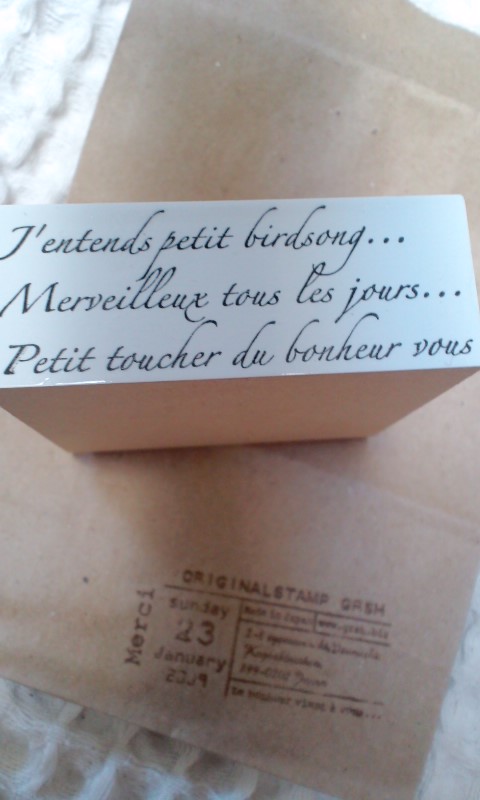 J'entends petit birdsong...
Merveilleux tous les jours...
Petit toucher du bonheur vous
ORIGINALSTAMP GRSH
Merci
sunday
23
January
made in Japan